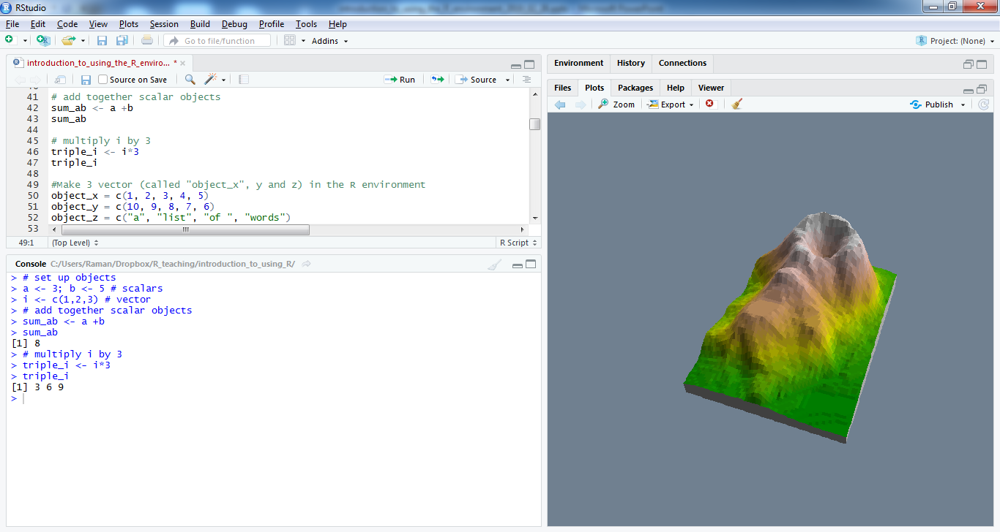 RStudio
File Edit Code View Plots Session Build Debug Profile Tools Help
Go to file/function Addins Project: (None)
introduction_to_using_the_R_enviro... *
Source on Save Run Source
41 # add together scalar objects
42 sum_ab <- a +b
43 sum_ab
44
45 # multiply i by 3
46 triple_i <- i*3
47 triple_i
48
49 #Make 3 vector (called "object_x", y and z) in the R environment
50 object_x = c(1, 2, 3, 4, 5)
51 object_y = c(10, 9, 8, 7, 6)
52 object_z = c("a", "list", "of ", "words")
53
49:1 (Top Level) R Script
Console C:/Users/Raman/Dropbox/R_teaching/introduction_to_using_R/
> # set up objects
> a <- 3; b <- 5 # scalars
> i <- c(1,2,3) # vector
> # add together scalar objects
> sum_ab <- a +b
> sum_ab
[1] 8
> # multiply i by 3
> triple_i <- i*3
> triple_i
[1] 3 6 9
>
Environment History Connections
Files Plots Packages Help Viewer
Zoom Export Publish